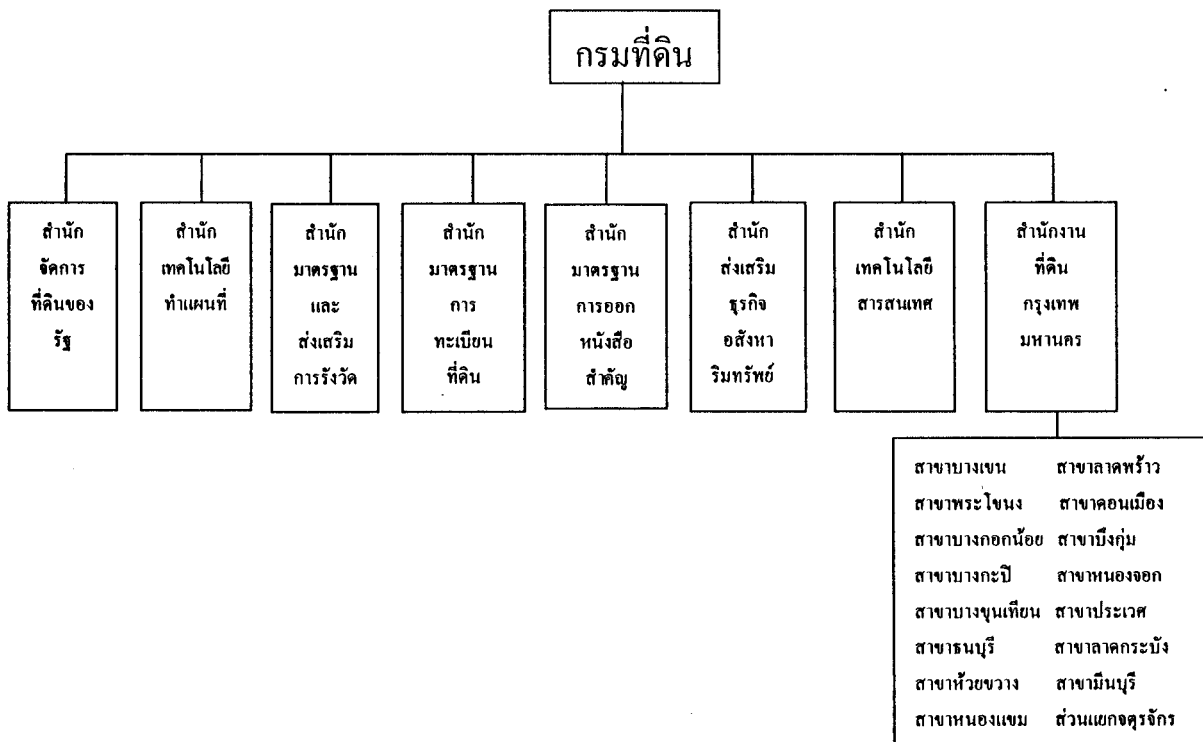 กรมที่ดิน
สำนัก
จัดการ
ที่ดินของ
รัฐ
สำนัก
เทคโนโลยี
ทำแผนที่
สำนัก
มาตรฐาน
และ
ส่งเสริม
การรังวัด
สำนัก
มาตรฐาน
การ
ทะเบียน
ที่ดิน
สำนัก
มาตรฐาน
การออก
หนังสือ
สำคัญ
สำนัก
ส่งเสริม
ธุรกิจ
อสังหา
ริมทรัพย์
สำนัก
เทคโนโลยี
สารสนเทศ
สำนักงาน
ที่ดิน
กรุงเทพ
มหานคร
สาขาบางเขน สาขาลาดพร้าว
สาขาพระโขนง สาขาดอนเมือง
สาขาบางกอกน้อย สาขาบึงกุ่ม
สาขาบางกะปิ สาขาหนองจอก
สาขาบางขุนเทียน สาขาประเวศ
สาขาธนบุรี สาขาลาดกระบัง
สาขาห้วยขวาง สาขามีนบุรี
สาขาหนองแขม ส่วนแยกจตุรจักร